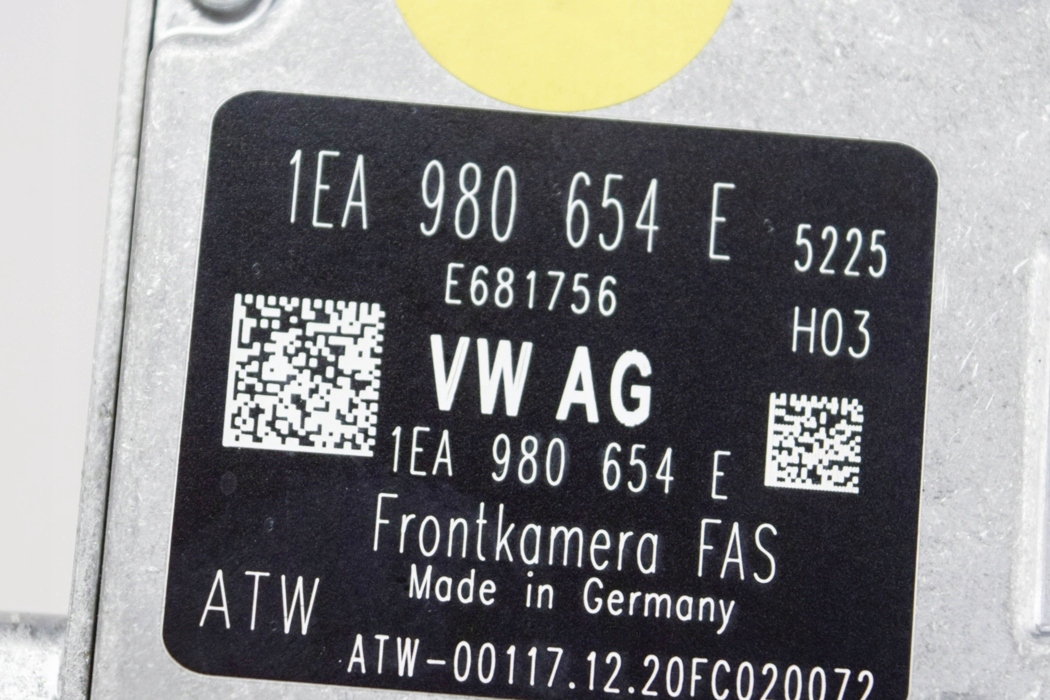 1EA 980 654 E
5225
E681756
H03
VW AG
1EA 980 654 E
Frontkamera FAS
Made in Germany
ATW
ATW-00117.12.20FC020072